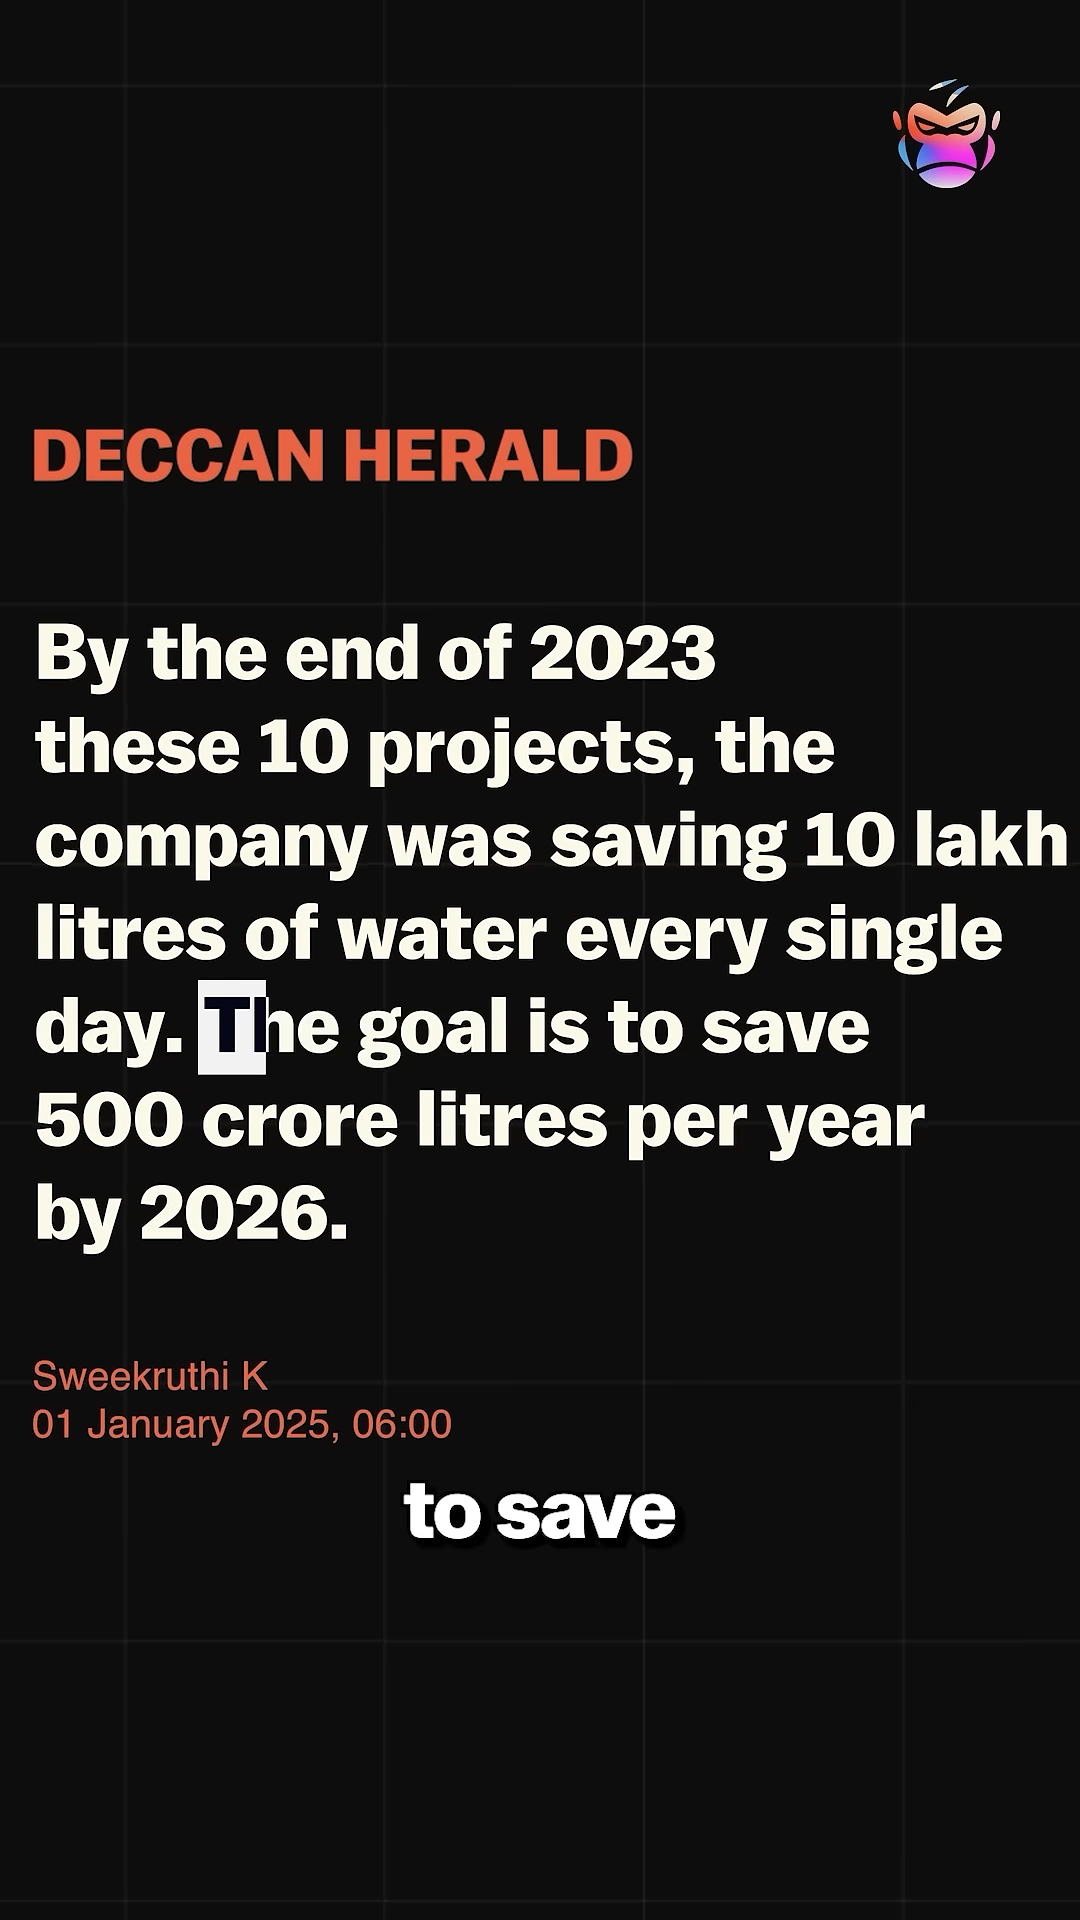 DECCAN HERALD
By the end of 2023
these 10 projects, the
company was saving 10 lakh
litres of water every single
day. The goal is to save
500 crore litres per year
by 2026.
Sweekruthi K
01 January 2025, 06:00
to save